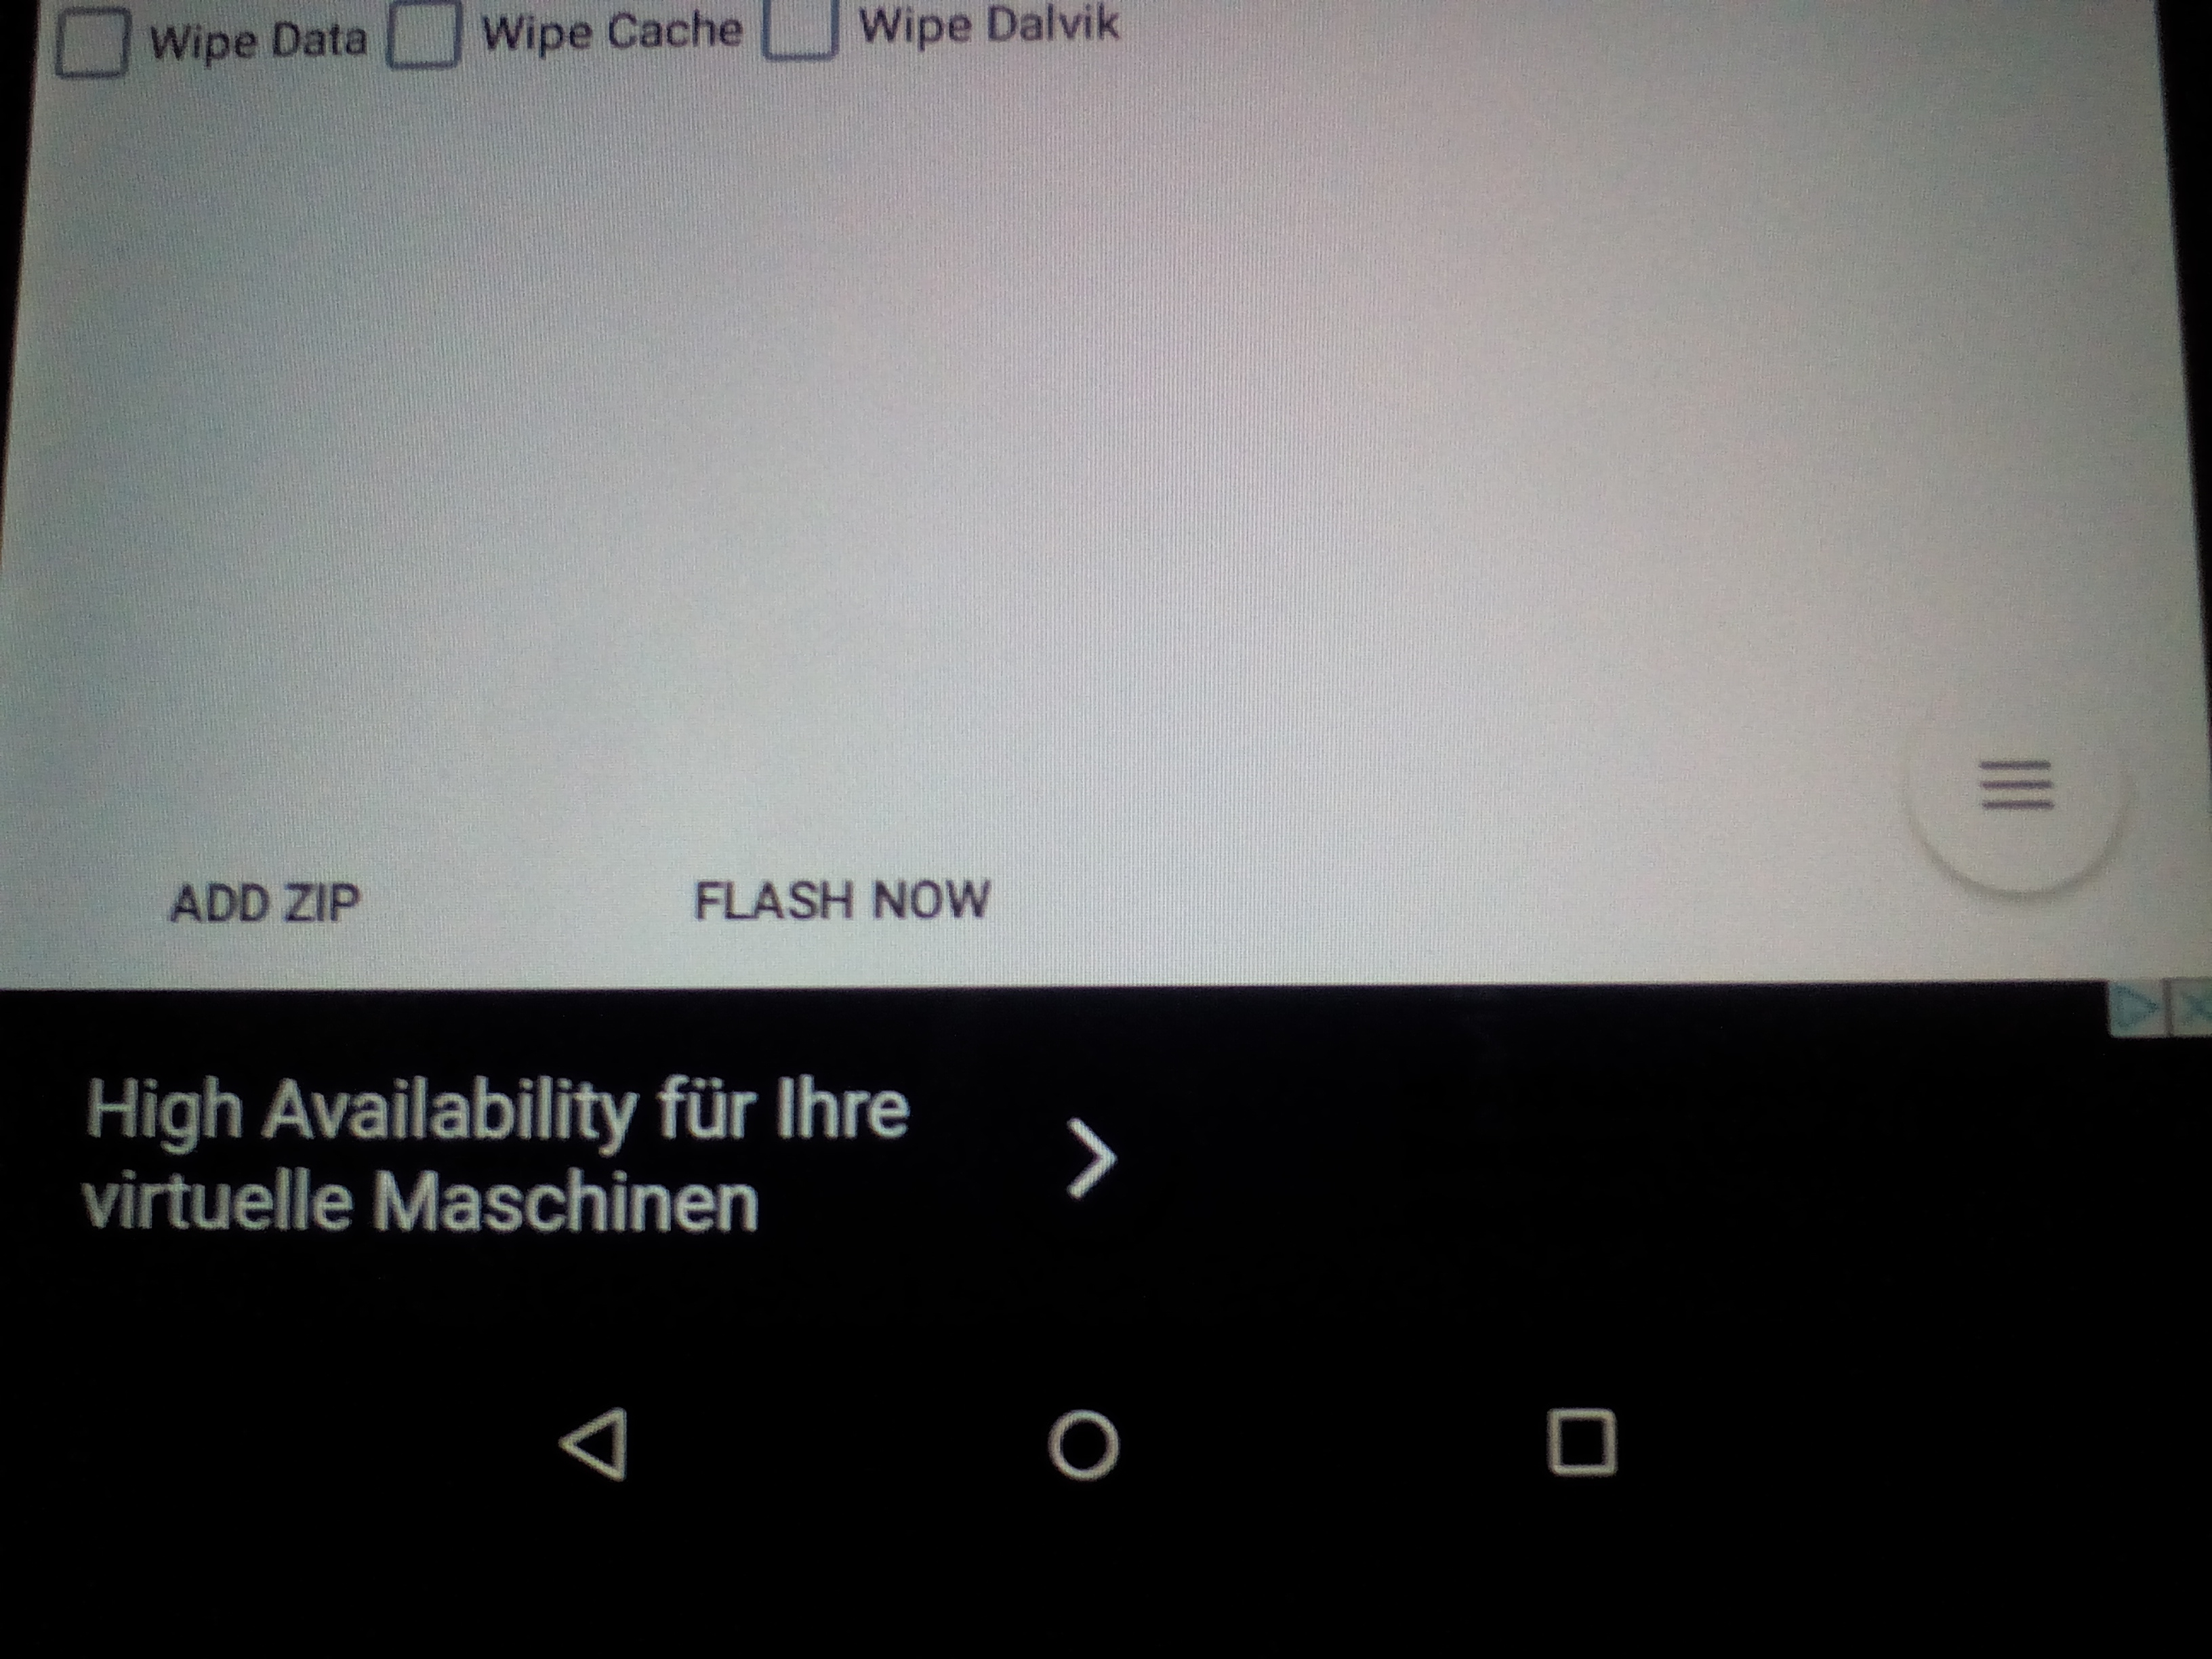 Wipe Data Wipe Cache Wipe Dalvik
ADD ZIP FLASH NOW
High Availability für Ihre
virtuelle Maschinen